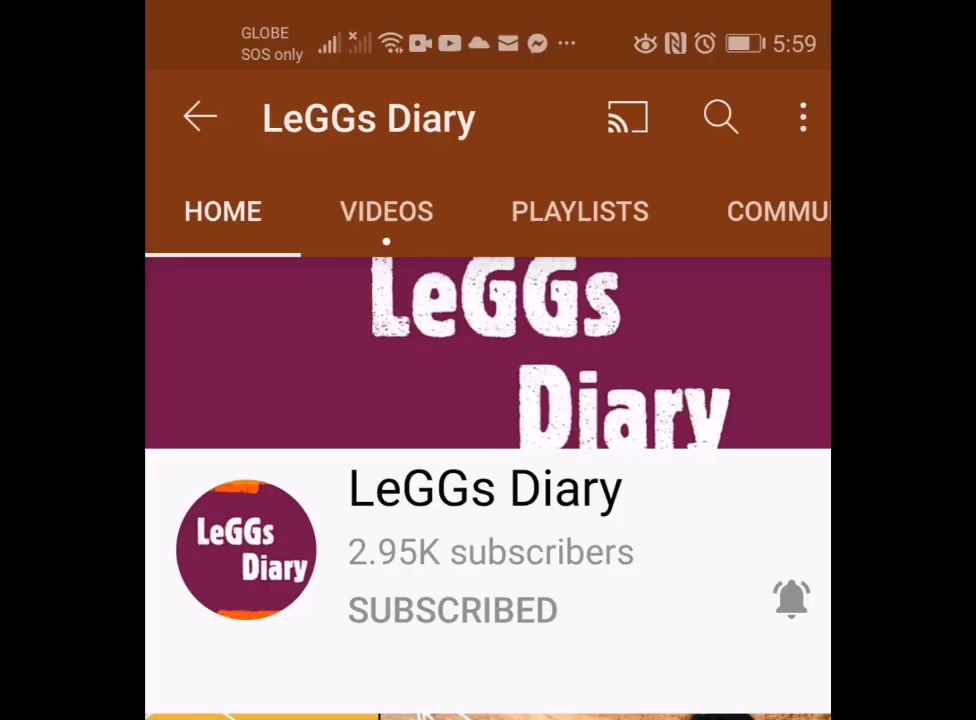 GLOBE
SOS only
5:59
LeGGs Diary
HOME VIDEOS PLAYLISTS COMMU
LeGGs
Diary
LeGGs Diary
LeGGs
Diary
2.95K subscribers
SUBSCRIBED